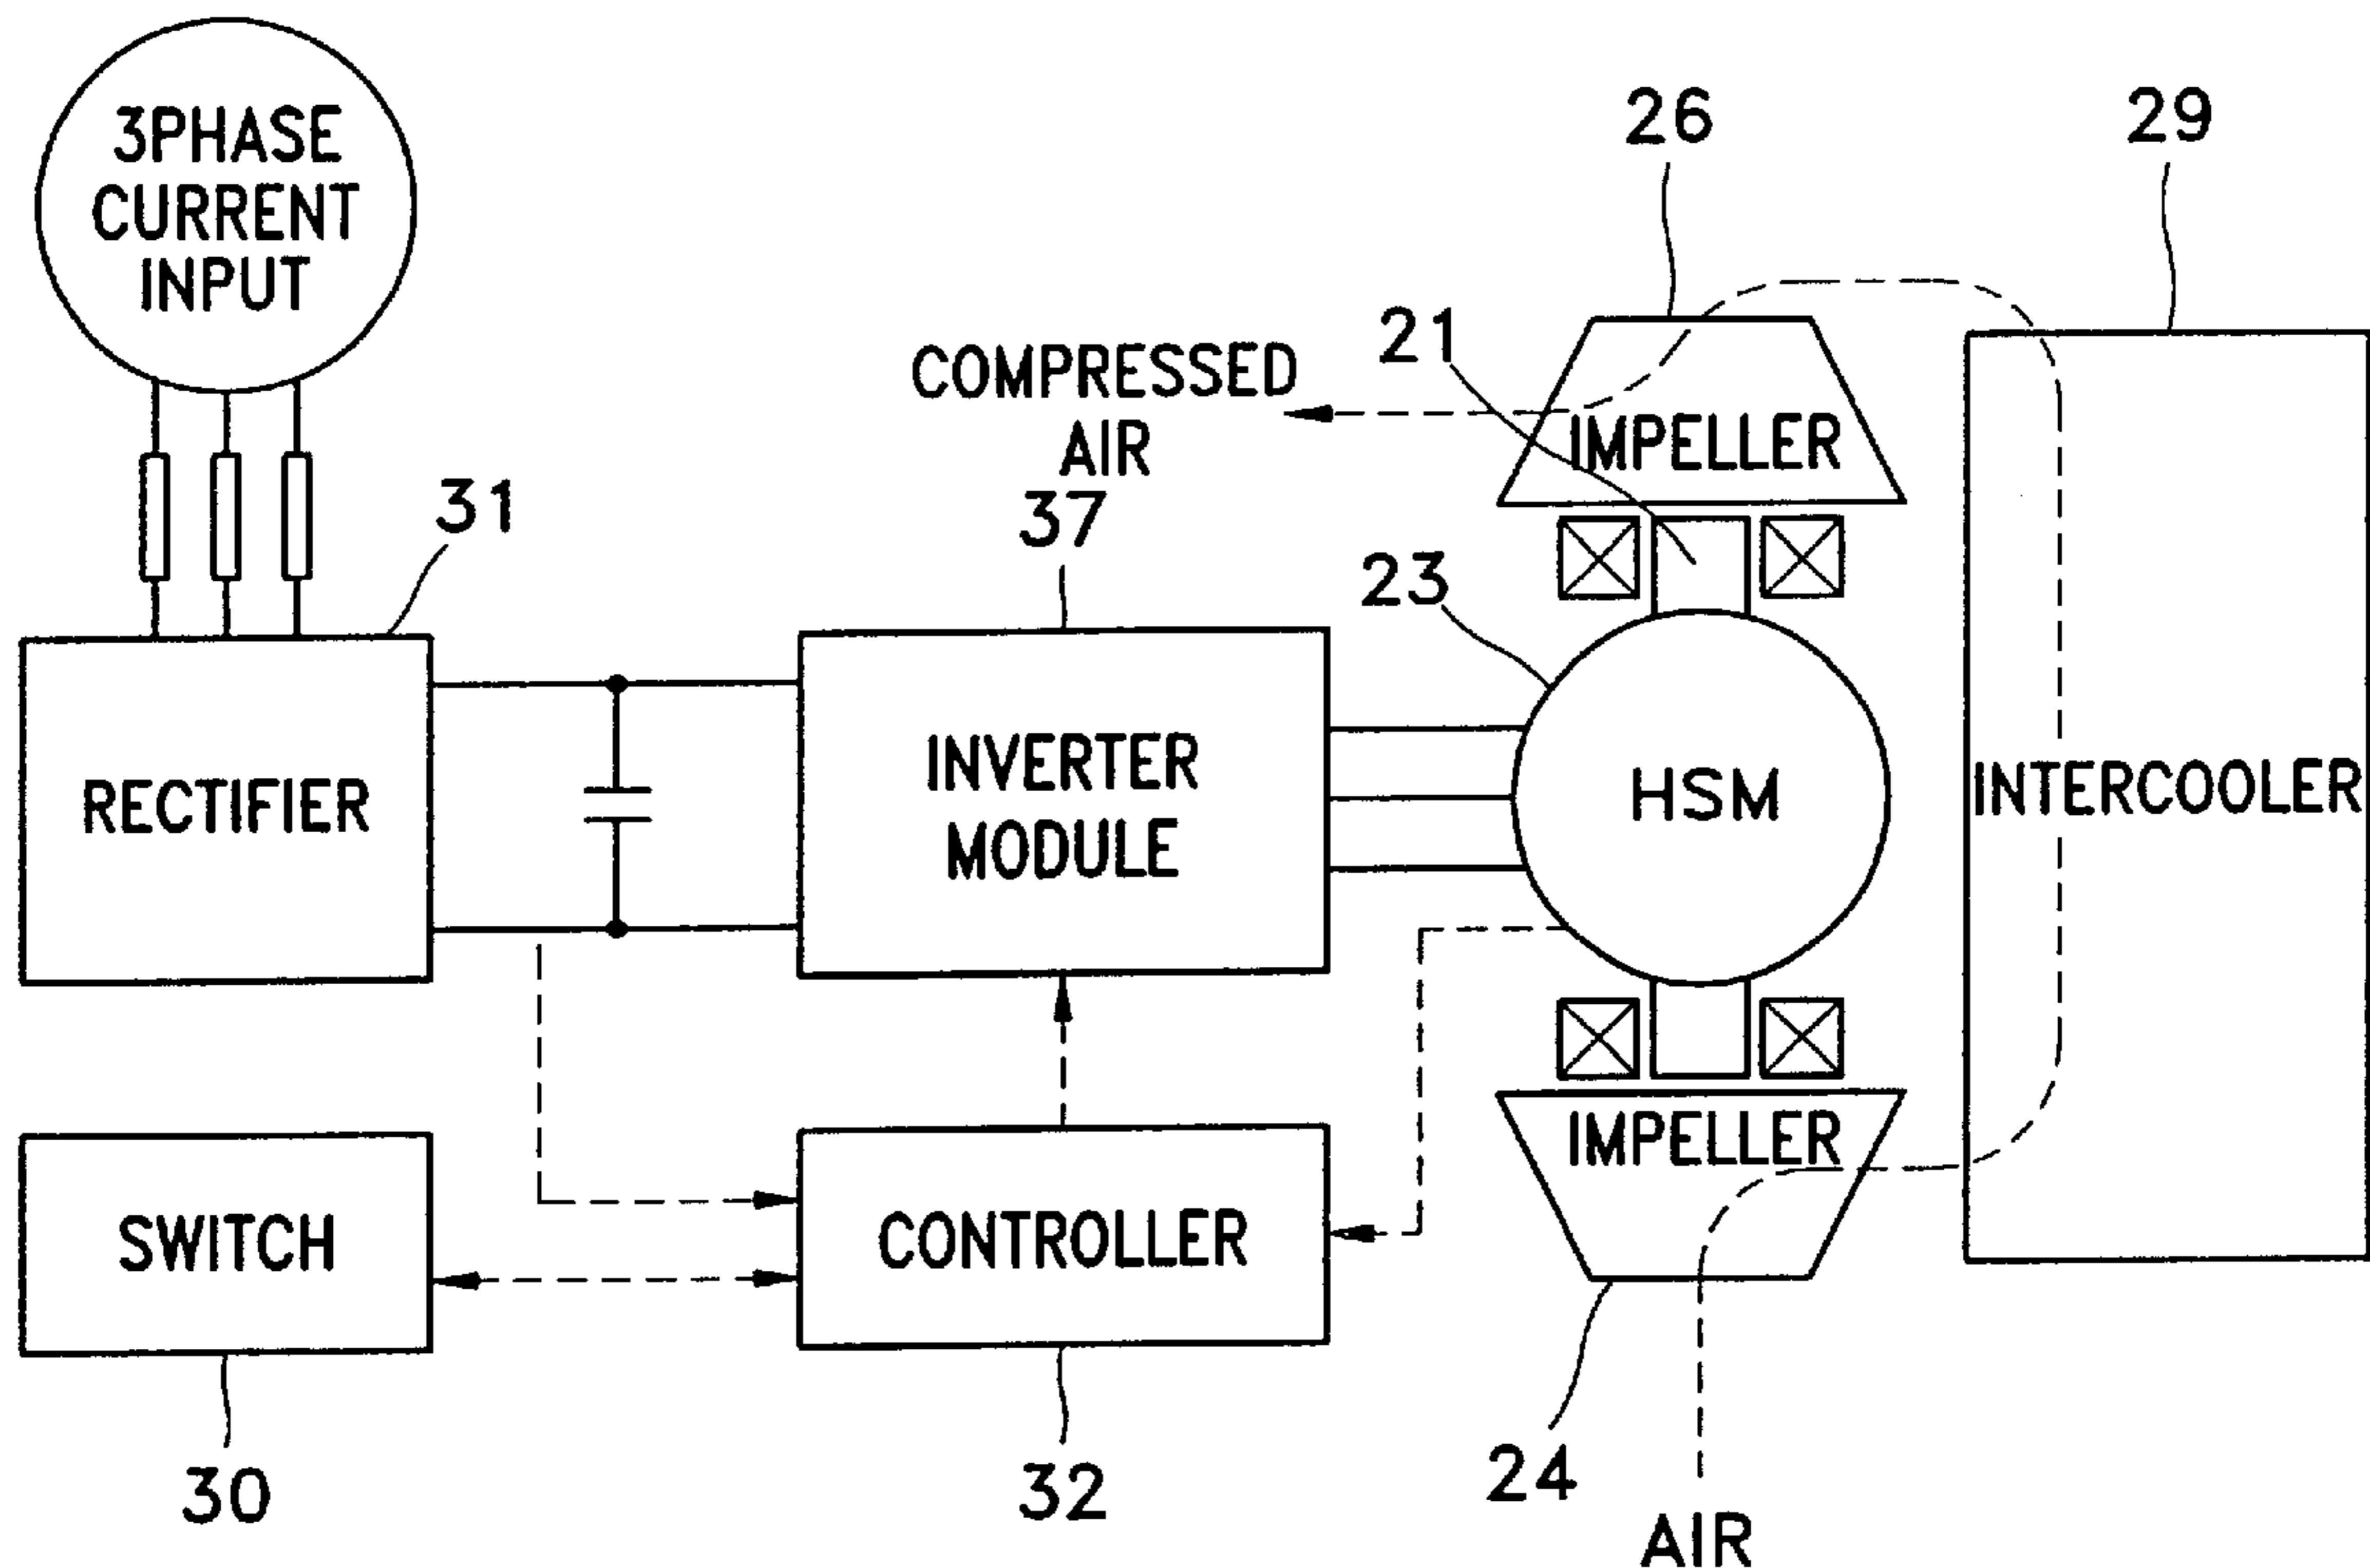 3PHASE
CURRENT
INPUT
26
29
21
COMPRESSED
AIR
IMPELLER
31
37
23
RECTIFIER
INVERTER
MODULE
HSM
INTERCOOLER
IMPELLER
SWITCH
CONTROLLER
30
32
24
AIR